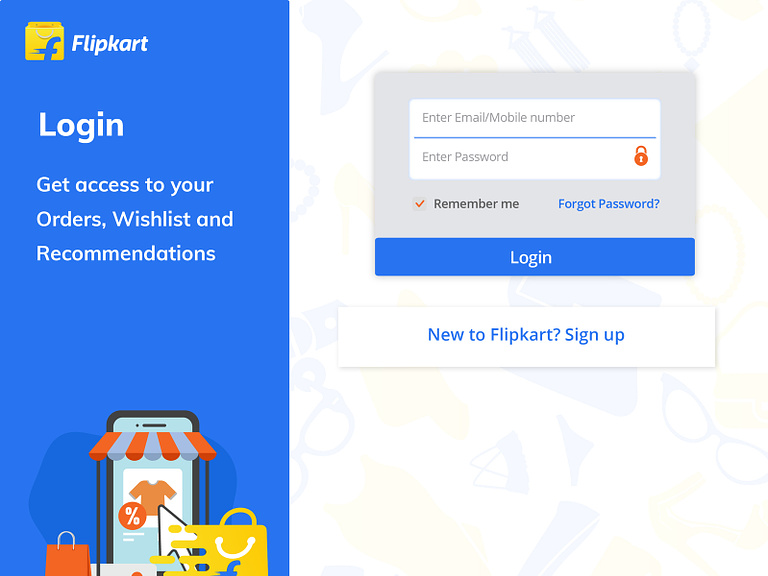 Flipkart
Login
Get access to your
Orders, Wishlist and
Recommendations
Enter Email/Mobile number
Enter Password
Remember me
Forgot Password?
Login
New to Flipkart? Sign up
%